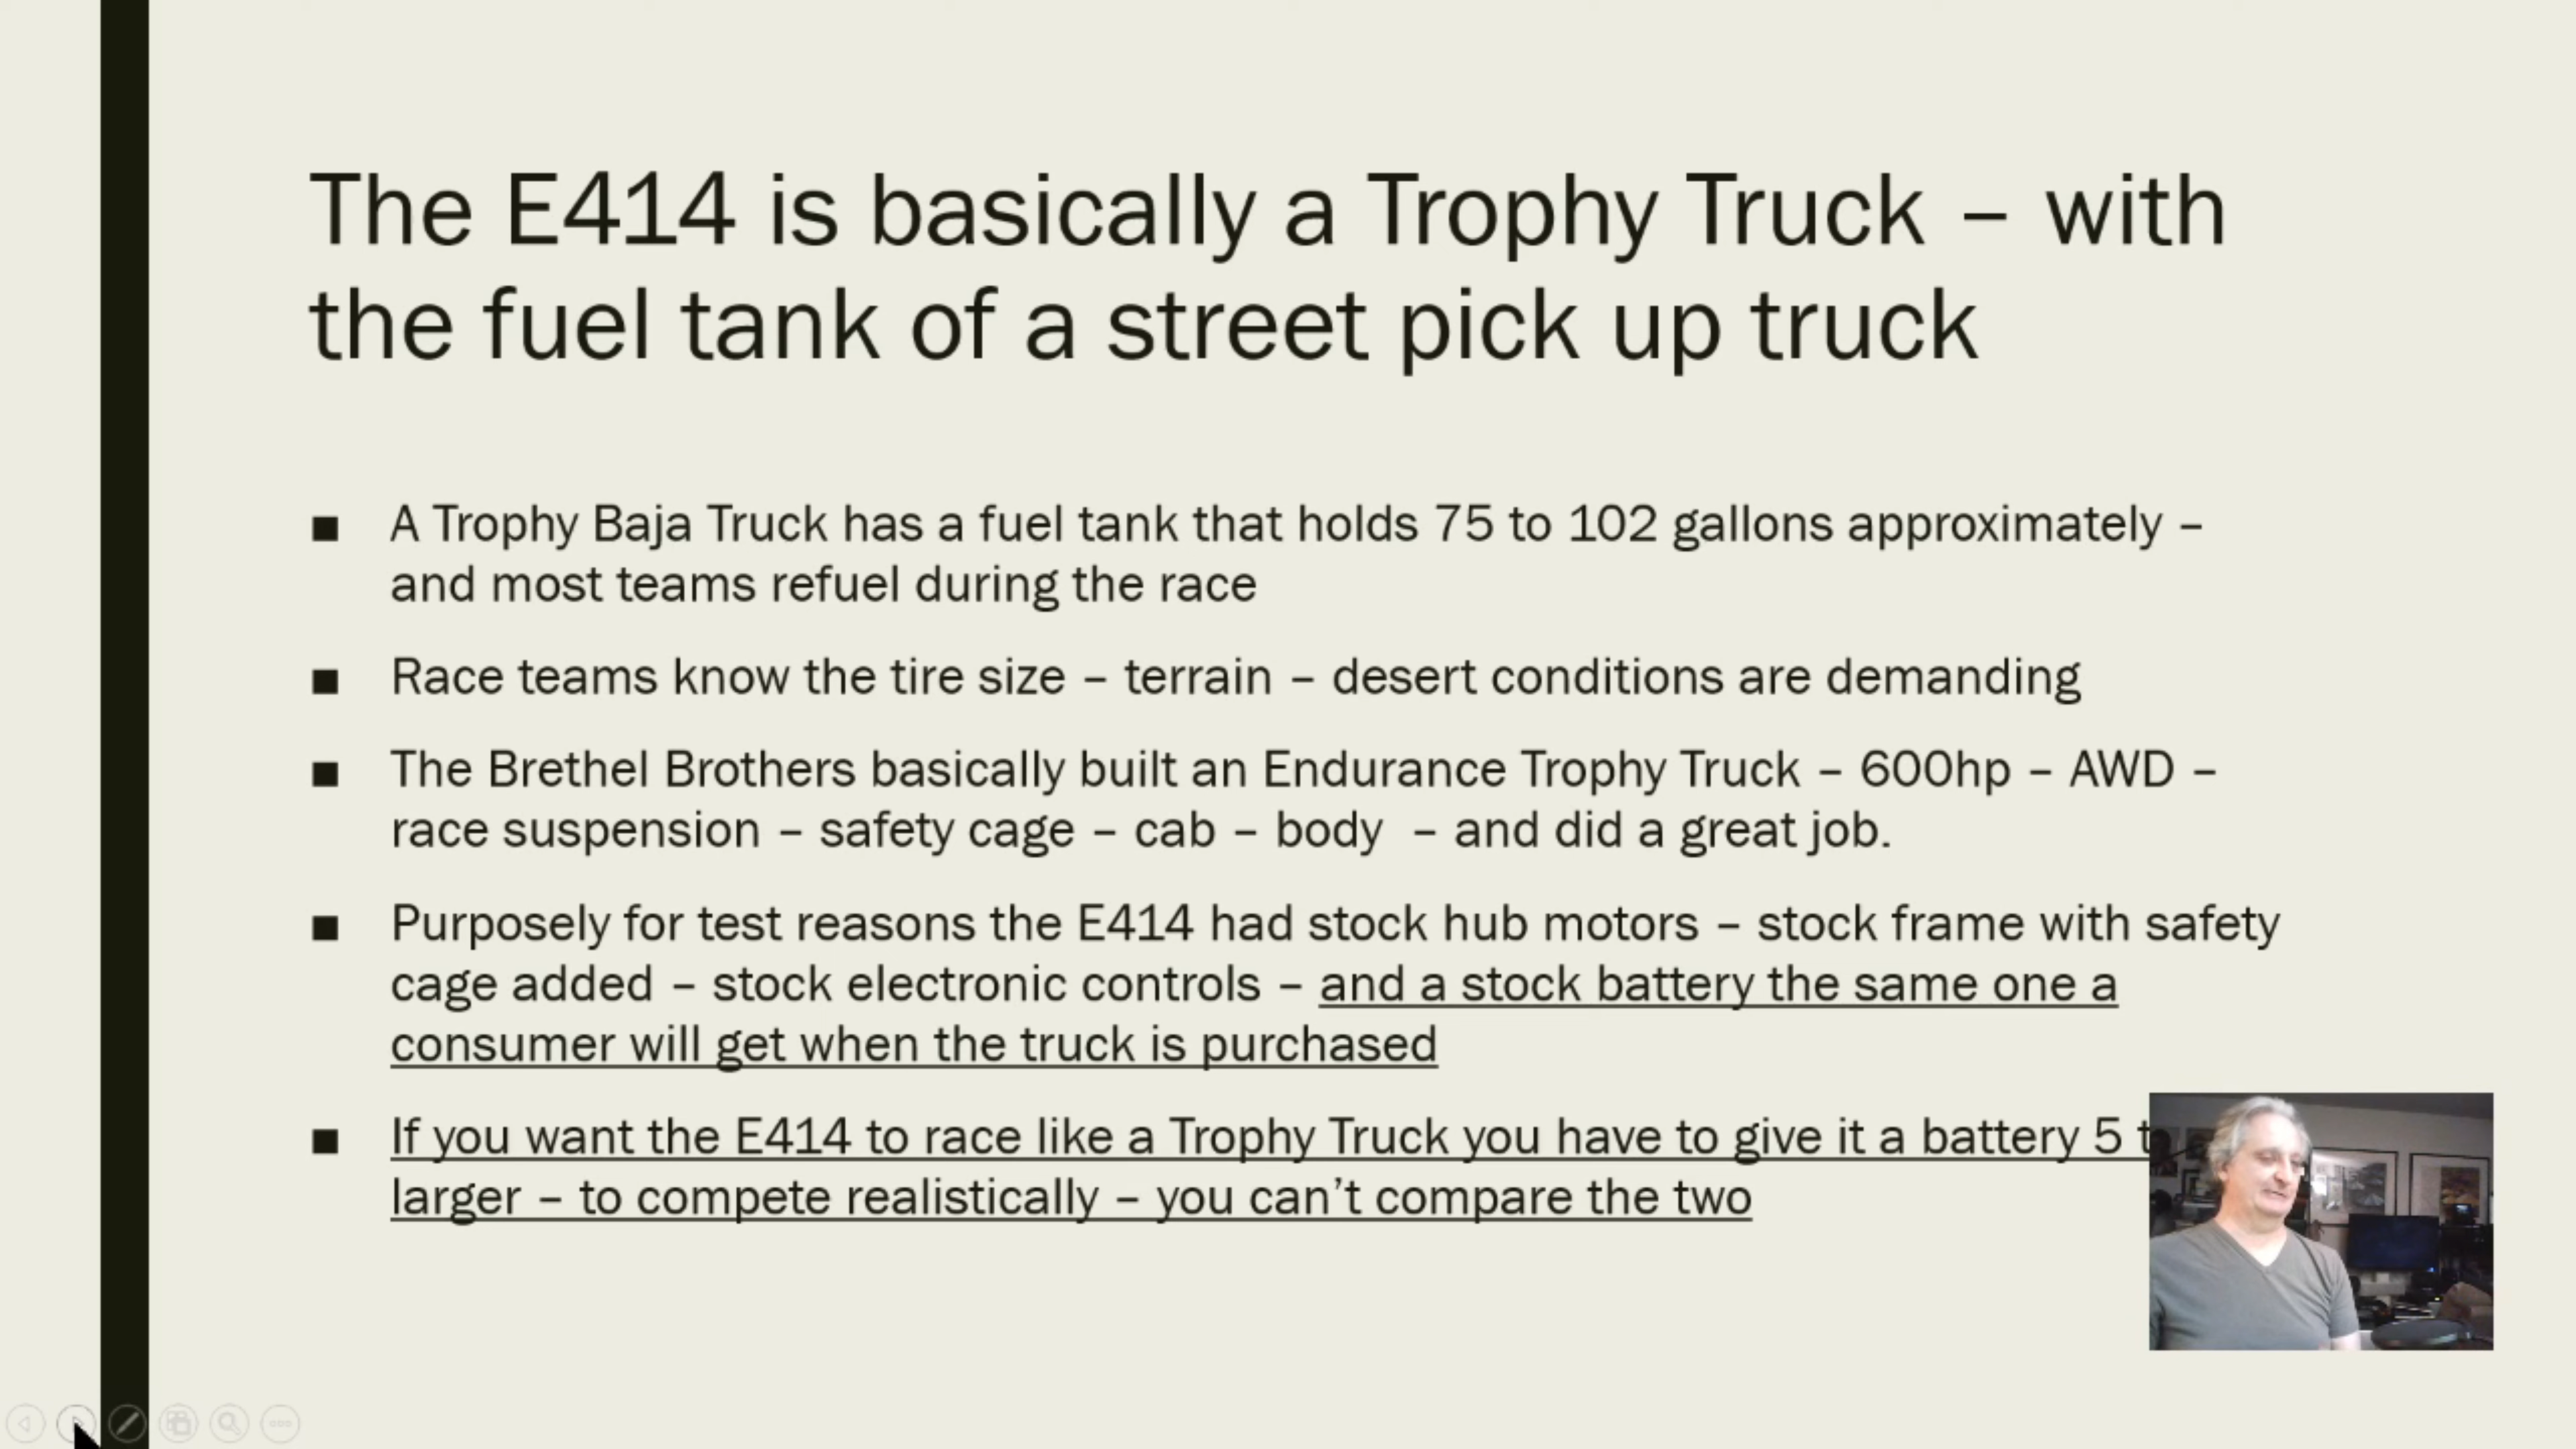 The E414 is basically a Trophy Truck – with
the fuel tank of a street pick up truck
■ A Trophy Baja Truck has a fuel tank that holds 75 to 102 gallons approximately –
and most teams refuel during the race
■ Race teams know the tire size – terrain – desert conditions are demanding
■ The Brethel Brothers basically built an Endurance Trophy Truck – 600hp – AWD –
race suspension – safety cage – cab – body – and did a great job.
■ Purposely for test reasons the E414 had stock hub motors – stock frame with safety
cage added – stock electronic controls – and a stock battery the same one a
consumer will get when the truck is purchased
■ If you want the E414 to race like a Trophy Truck you have to give it a battery 5
larger – to compete realistically – you can’t compare the two